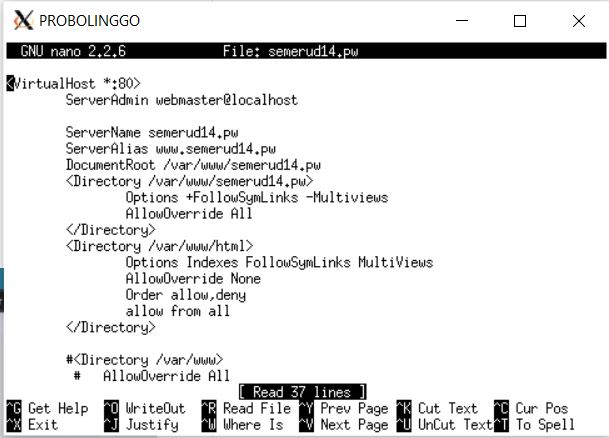 PROBOLINGGO
GNU nano 2.2.6 File: semerud14.pw
<VirtualHost *:80>
ServerAdmin webmaster@localhost
ServerName semerud14.pw
ServerAlias www.semerud14.pw
DocumentRoot /var/www/semerud14.pw
<Directory /var/www/semerud14.pw>
Options +FollowSymLinks -Multiviews
AllowOverride All
</Directory>
<Directory /var/www/html>
Options Indexes FollowSymLinks MultiViews
AllowOverride None
Order allow,deny
allow from all
</Directory>
#<Directory /var/www>
# AllowOverride All
[ Read 37 lines ]
^G Get Help ^O WriteOut ^R Read File ^Y Prev Page ^K Cut Text ^C Cur Pos
^X Exit ^J Justify ^W Where Is ^V Next Page ^U UnCut Text ^T To Spell